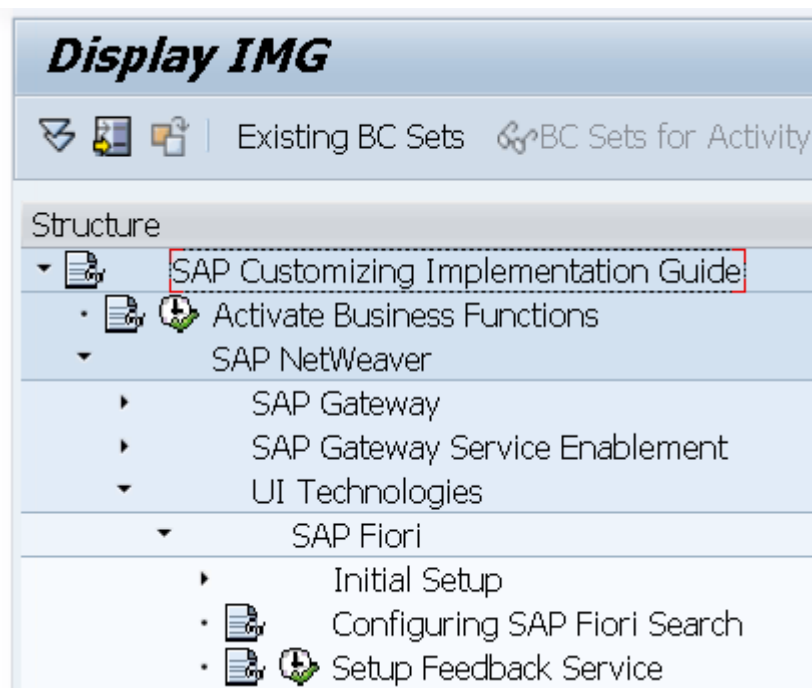 Display IMG
Existing BC Sets BC Sets for Activity
Structure
SAP Customizing Implementation Guide
Activate Business Functions
SAP NetWeaver
SAP Gateway
SAP Gateway Service Enablement
UI Technologies
SAP Fiori
Initial Setup
Configuring SAP Fiori Search
Setup Feedback Service